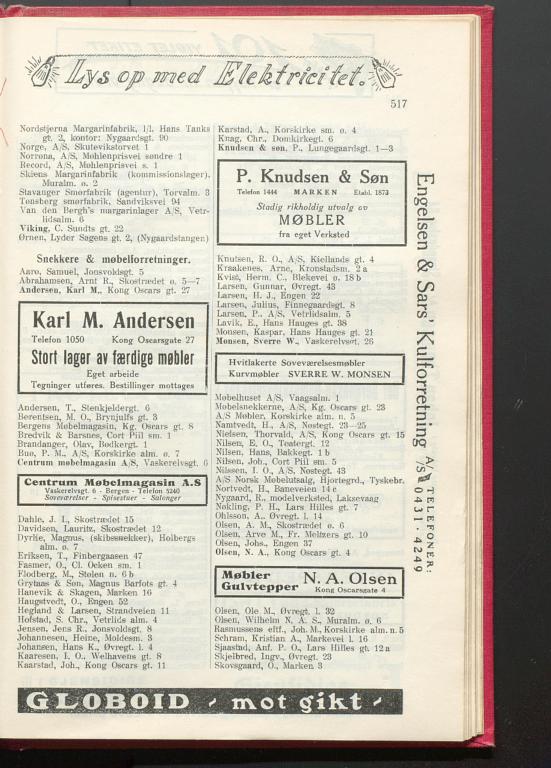 Lys op med Elektricitet.
517
Nordstjerna Margarinfabrik, l/l. Hans Tanks
gt. 2, kontor: Nygaardsgt. 90
Norge, A/S, Skutevikstorvet 1
Norrøna, A/S, Møhlenprisvei søndre 1
Record, A/S, Møhlenprisvei s. 1
Skiens Margarinfabrik (kommissionslager),
Muralm. ø. 2
Stavanger Smørfabrik (agentur), Torvalm. 3
Tønsberg smørfabrik, Sandviksvei 94
Van den Bergh's margarinlager A/S, Vetr-
lidsalm. 6
Viking, C. Sundts gt. 22
Ørnen, Lyder Sagens gt. 2, (Nygaardstangen)
Snekkere & møbelforretninger.
Aarø, Samuel, Jonsvoldsgt. 5
Abrahamsen, Arnt R., Skostrædet ø. 5—7
Andersen, Karl M., Kong Oscars gt. 27
Karl M. Andersen
Telefon 1050 Kong Oscarsgate 27
Stort lager av færdige møbler
Eget arbeide
Tegninger utføres. Bestillinger mottages
Andersen, T., Stenkjeldergt. 6
Berentsen, M. O., Brynjulfs gt. 3
Bergens Møbelmagasin, Kg. Oscars gt. 8
Bredvik & Barsnes, Cort Piil sm. 1
Brandanger, Olav, Bødkergt. 1
Buø, P. M., A/S, Korskirke alm. ø. 7
Centrum møbelmagasin A/S, Vaskerelvsgt. 6
Centrum Møbelmagasin A.S
Vaskerelvsgt. 6 - Bergen - Telefon 5240
Soveværelser - Spisestuer - Salonger
Dahle, J. I., Skostrædet 15
Davidsen, Lauritz, Skostrædet 12
Dyrlie, Magnus, (skibssnekker), Holbergs
alm. ø. 7
Eriksen, T., Finbergaasen 47
Fasmer, O., Cl. Ocken sm. 1
Flodberg, M., Stølen n. 6 b
Grytaas & Søn, Magnus Barfots gt. 4
Hanevik & Skagen, Marken 16
Haugstvedt, O., Engen 52
Hegland & Larsen, Strandveien 11
Hofstad, S. Chr., Vetrlids alm. 4
Jensen, Jens R., Jonsvoldsgt. 8
Johannesen, Heine, Moldesm. 3
Johansen, Hans K., Øvregt. l. 4
Kaaresen, I. O., Welhavens gt. 8
Kaarstad, Joh., Kong Oscars gt. 11
Karstad, A., Korskirke sm. ø. 4
Knag, Chr., Domkirkegt. 6
Knudsen & søn, P., Lungegaardsgt. 1—3
P. Knudsen & Søn
Telefon 1444 MARKEN Etabl. 1873
Stadig rikholdig utvalg av
MØBLER
fra eget Verksted
Knutsen, R. O., A/S, Kiellands gt. 4
Kraakenes, Arne, Kronstadsm. 2 a
Kvist, Herm. C., Blekevei ø. 18 b
Larsen, Gunnar, Øvregt. 43
Larsen, H. J., Engen 22
Larsen, Julius, Finnegaardsgt. 8
Larsen, P., A/S, Vetrlidsalm. 5
Lavik, E., Hans Hauges gt. 38
Monsen, Kaspar, Hans Hauges gt. 21
Monsen, Sverre W., Vaskerelvsgt. 26
Hvitlakerte Soveværelsesmøbler
Kurvmøbler SVERRE W. MONSEN
Møbelhuset A/S, Vaagsalm. 1
Møbelsnekkerne, A/S, Kg. Oscars gt. 23
A/S Møbler, Korskirke alm. n. 5
Namtvedt, H., A/S, Nøstegt. 23—25
Nielsen, Thorvald, A/S, Kong Oscars gt. 15
Nilsen, B. O., Teatergt. 12
Nilsen, Hans, Bakkegt. 1 b
Nilsen, Joh., Cort Piil sm. 5
Nilssen, I. O., A/S, Nøstegt. 43
A/S Norsk Møbelutsalg, Hjortegrd., Tyskebr.
Nortvedt, H., Baneveien 14 e
Nygaard, R., modelverksted, Laksevaag
Nøkling, P. H., Lars Hilles gt. 7
Ohlsson, A., Øvregt. l. 14
Olsen, A. M., Skostrædet ø. 6
Olsen, Arve M., Fr. Meltzers gt. 10
Olsen, Johs., Engen 37
Olsen, N. A., Kong Oscars gt. 4
Møbler
Gulvtepper N. A. Olsen
Kong Oscarsgate 4
Olsen, Ole M., Øvregt. l. 32
Olsen, Wilhelm N. A. S., Muralm. ø. 6
Rasmussens eftf., Joh. M., Korskirke alm. n. 5
Schram, Kristian A., Markevei l. 16
Sjaastad, Anf. P. O., Lars Hilles gt. 12 a
Skjelbred, Ingv., Øvregt. 23
Skovsgaard, O., Marken 3
Engelsen & Sars' Kulforretning A/S TELEFONER: 0431 - 4249
GLOBOID - mot gikt -